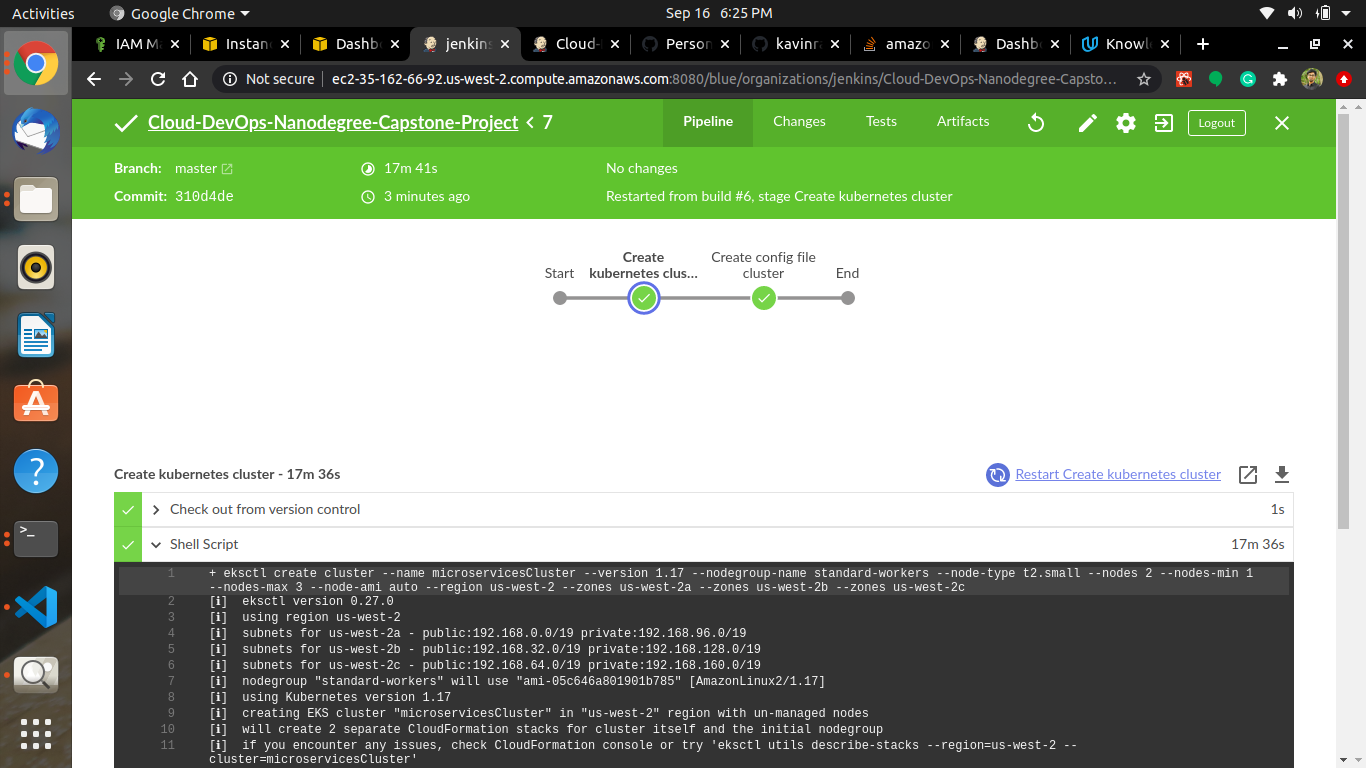 Activities
Google Chrome
Sep 16 6:25 PM
IAM Ma
Instanc
Dashbo
jenkins
Cloud-
Person
kavinra
amazo
Dashb
Knowl
Not secure
ec2-35-162-66-92.us-west-2.compute.amazonaws.com:8080/blue/organizations/jenkins/Cloud-DevOps-Nanodegree-Capsto…
Cloud-DevOps-Nanodegree-Capstone-Project < 7
Pipeline
Changes
Tests
Artifacts
Logout
Branch: master
17m 41s
No changes
Commit: 310d4de
3 minutes ago
Restarted from build #6, stage Create kubernetes cluster
Start
Create
kubernetes clus...
Create config file
cluster
End
Create kubernetes cluster - 17m 36s
Restart Create kubernetes cluster
Check out from version control
1s
Shell Script
17m 36s
1 + eksctl create cluster --name microservicesCluster --version 1.17 --nodegroup-name standard-workers --node-type t2.small --nodes 2 --nodes-min 1
--nodes-max 3 --node-ami auto --region us-west-2 --zones us-west-2a --zones us-west-2b --zones us-west-2c
2 [ℹ] eksctl version 0.27.0
3 [ℹ] using region us-west-2
4 [ℹ] subnets for us-west-2a - public:192.168.0.0/19 private:192.168.96.0/19
5 [ℹ] subnets for us-west-2b - public:192.168.32.0/19 private:192.168.128.0/19
6 [ℹ] subnets for us-west-2c - public:192.168.64.0/19 private:192.168.160.0/19
7 [ℹ] nodegroup "standard-workers" will use "ami-05c646a801901b785" [AmazonLinux2/1.17]
8 [ℹ] using Kubernetes version 1.17
9 [ℹ] creating EKS cluster "microservicesCluster" in "us-west-2" region with un-managed nodes
10 [ℹ] will create 2 separate CloudFormation stacks for cluster itself and the initial nodegroup
11 [ℹ] if you encounter any issues, check CloudFormation console or try 'eksctl utils describe-stacks --region=us-west-2 --
cluster=microservicesCluster'